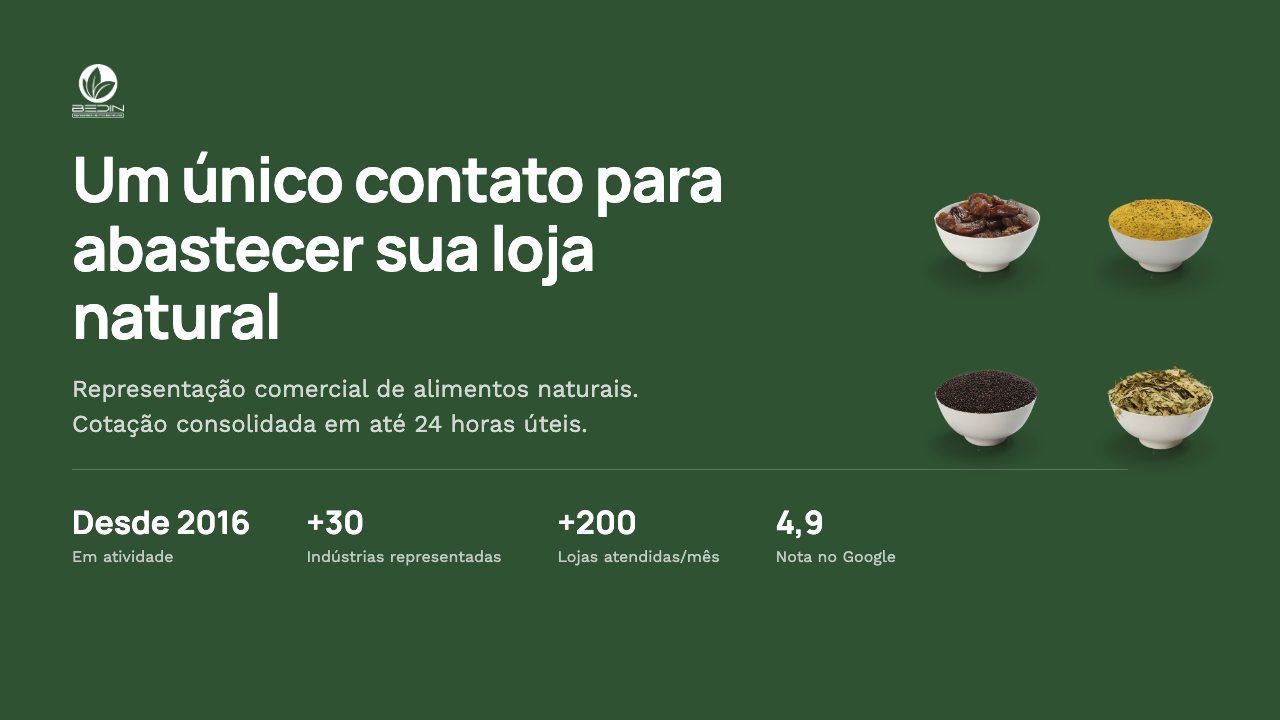 BEDIN
Um único contato para
abastecer sua loja
natural
Representação comercial de alimentos naturais.
Cotação consolidada em até 24 horas úteis.
Desde 2016
Em atividade
+30
Indústrias representadas
+200
Lojas atendidas/mês
4,9
Nota no Google